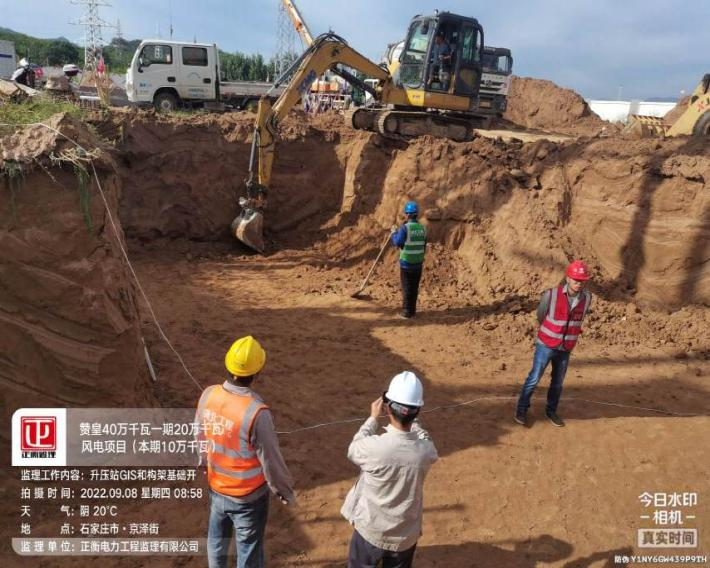 正衡管理
赞皇40万千瓦一期20万千瓦
风电项目（本期10万千瓦）
监理工作内容：升压站GIS和构架基础开
拍摄时间：2022.09.08 星期四 08:58
天气：阴 20°C
地点：石家庄市·京泽街
监理单位：正衡电力工程监理有限公司
今日水印
相机
真实时间
防伪 Y1NY6GW439P9TH